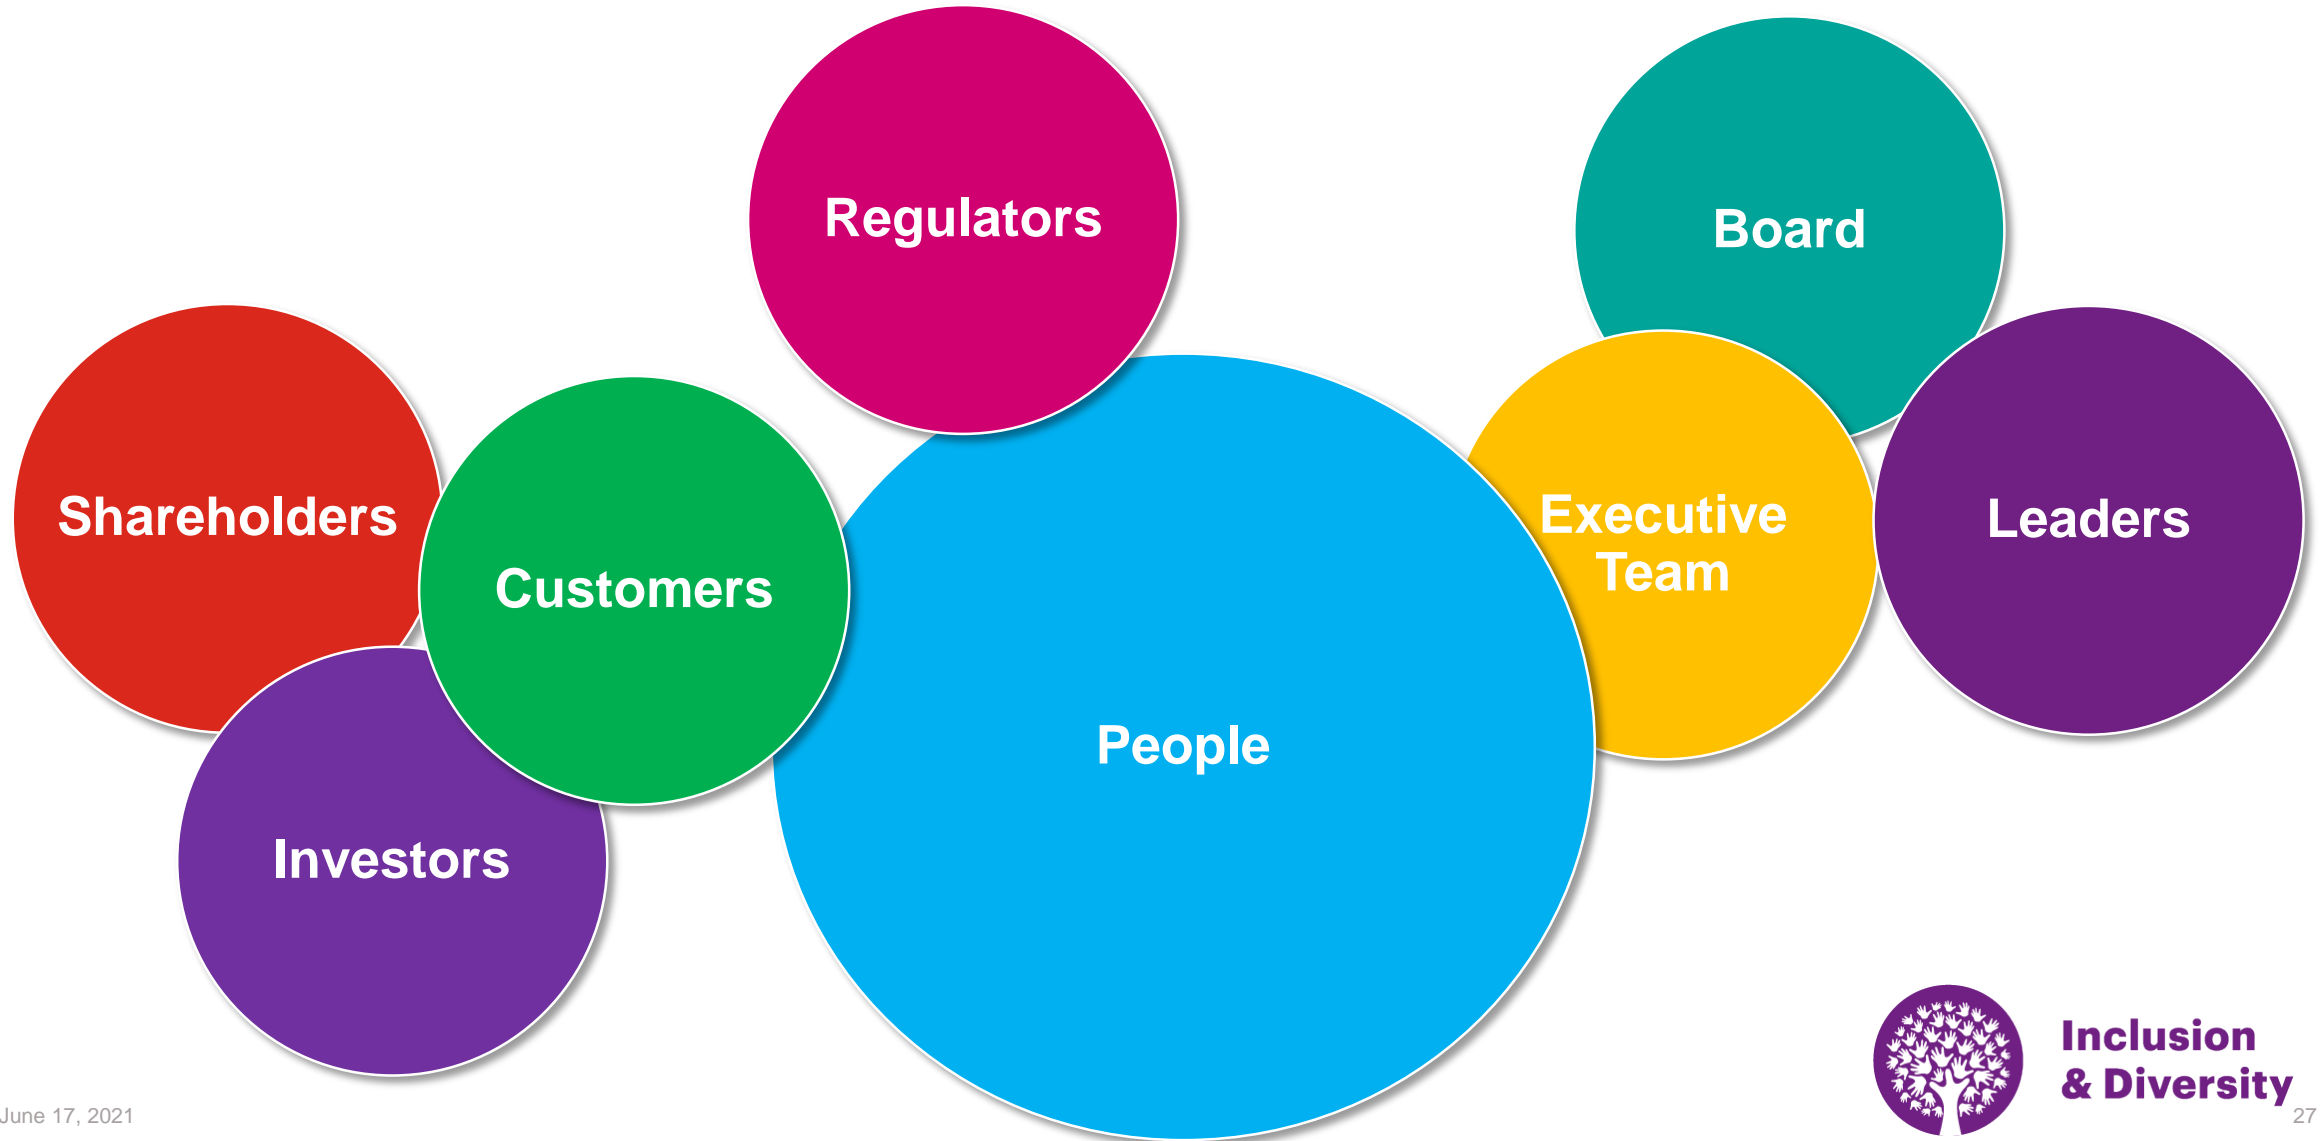 Regulators
Board
Shareholders
Customers
Executive
Team
Leaders
People
Investors
Inclusion
& Diversity
June 17, 2021
27